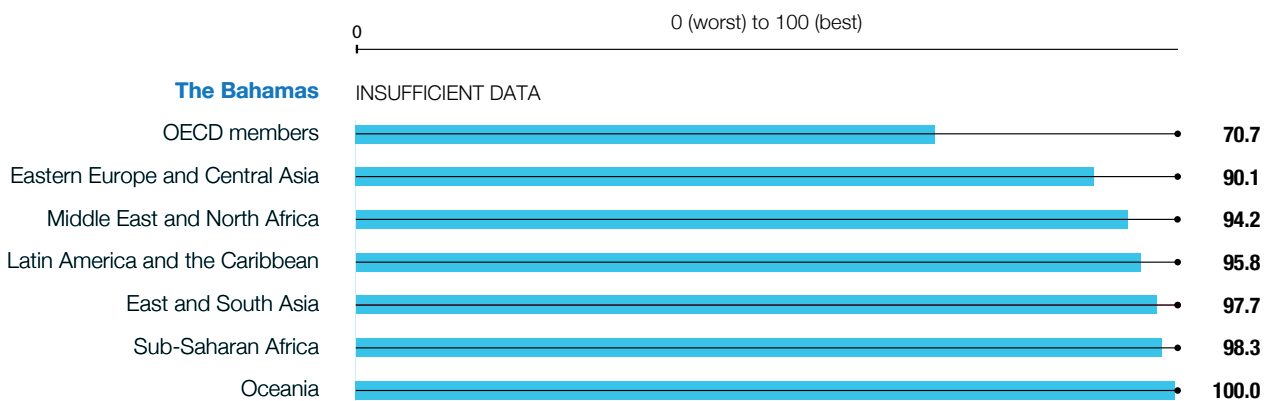 0 (worst) to 100 (best)
0
The Bahamas INSUFFICIENT DATA
OECD members 70.7
Eastern Europe and Central Asia 90.1
Middle East and North Africa 94.2
Latin America and the Caribbean 95.8
East and South Asia 97.7
Sub-Saharan Africa 98.3
Oceania 100.0